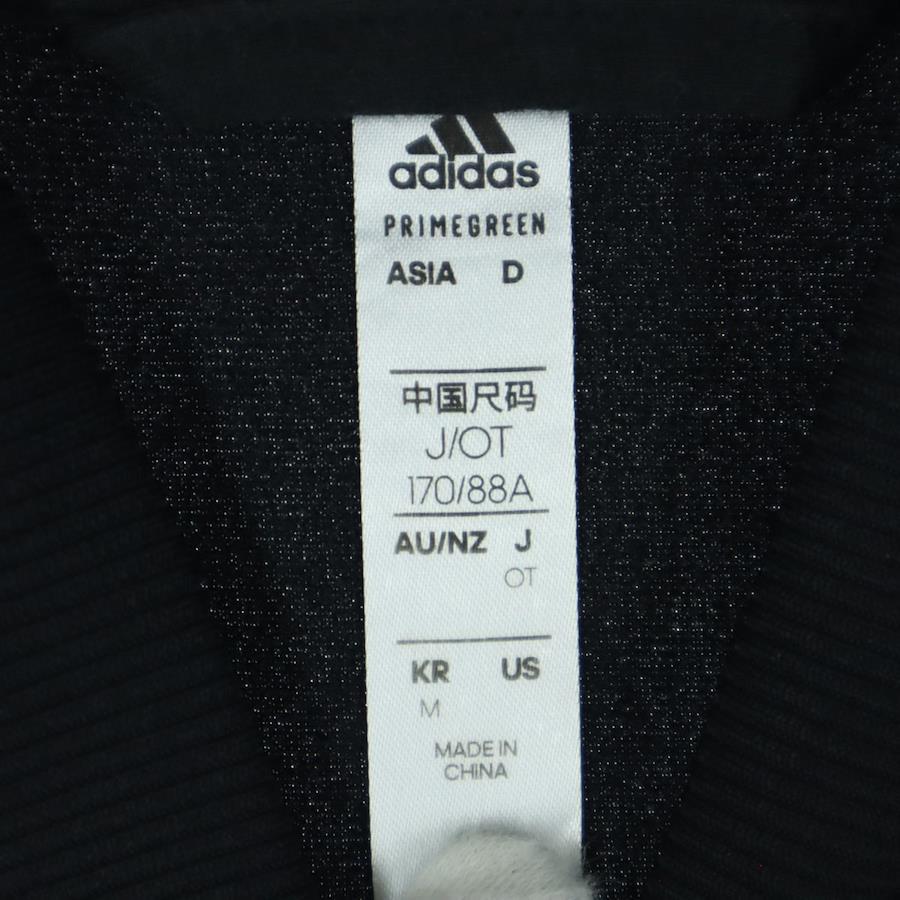 adidas
PRIMEGREEN
ASIA D
中国尺码
J/OT
170/88A
AU/NZ J
OT
KR US
M
MADE IN
CHINA